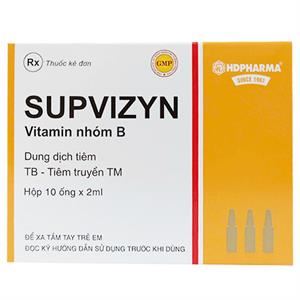 Rx Thuốc kê đơn
GMP
HDPHARMA
SINCE 1961
SUPVIZYN
Vitamin nhóm B
Dung dịch tiêm
TB - Tiêm truyền TM
Hộp 10 ống x 2ml
ĐỂ XA TẦM TAY TRẺ EM
ĐỌC KỸ HƯỚNG DẪN SỬ DỤNG TRƯỚC KHI DÙNG